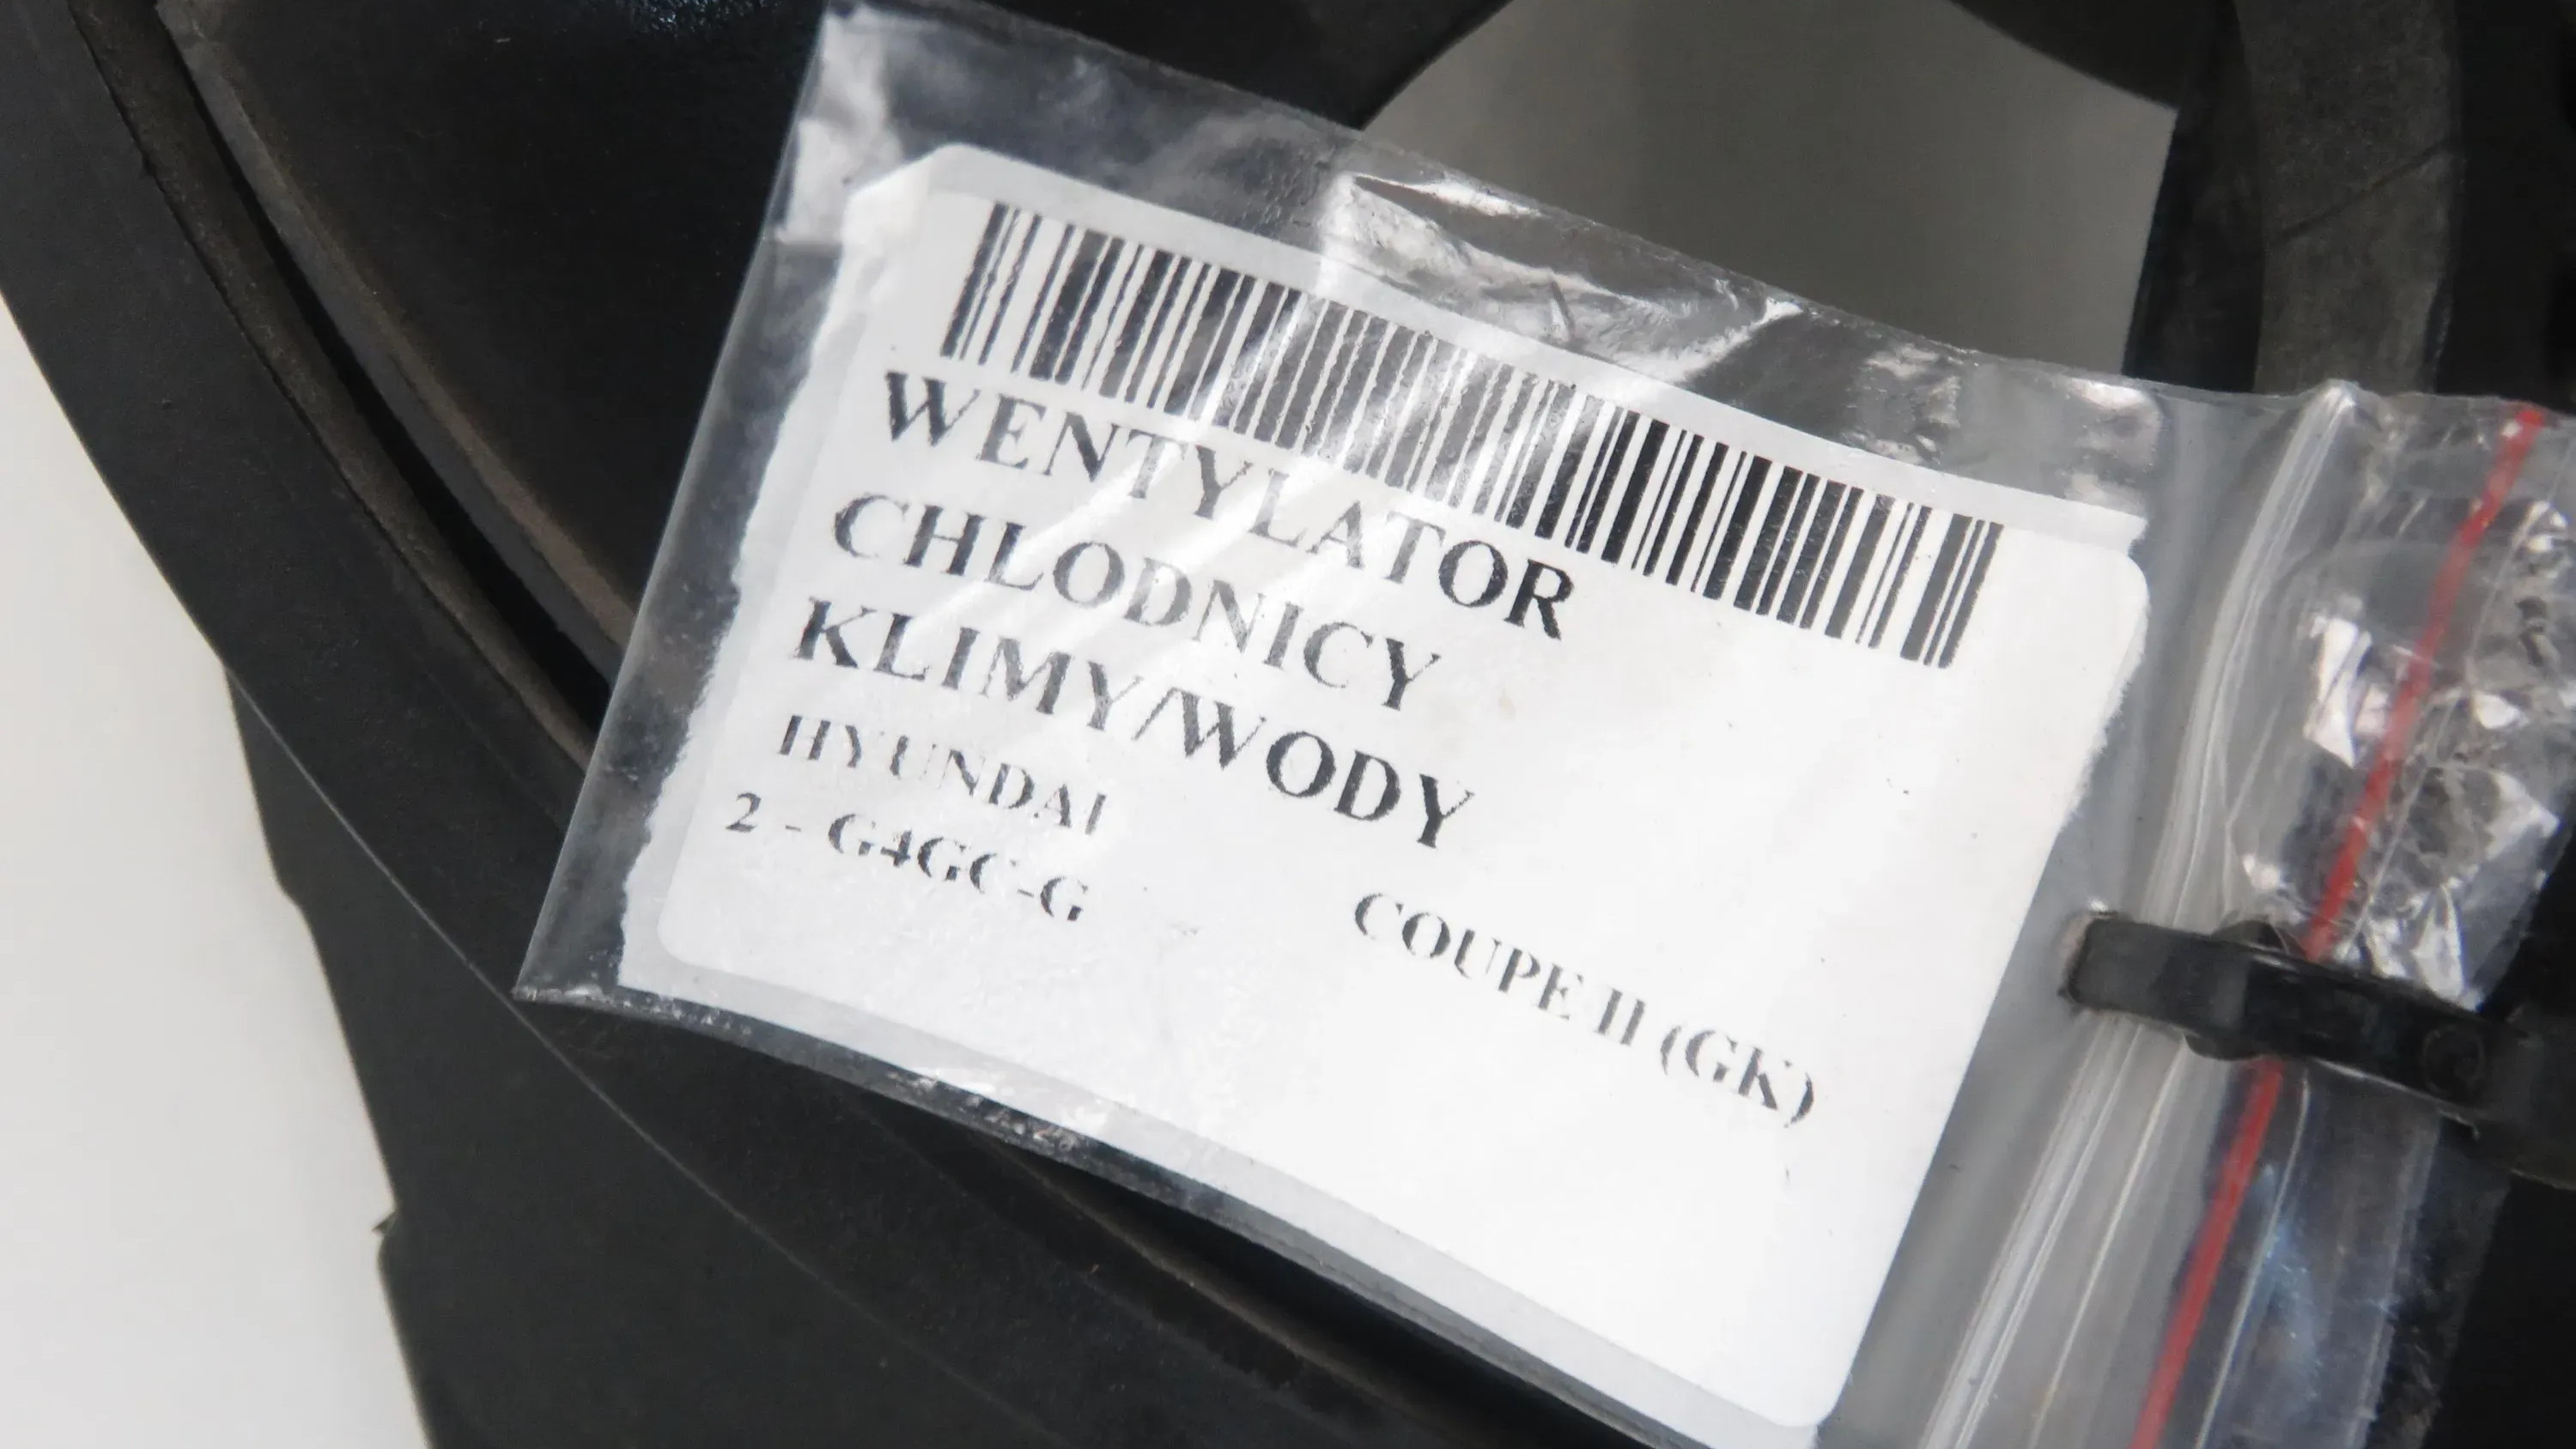 WENTYLATOR
CHLODNICY
KLIMY/WODY
HYUNDAI
COUPE II (GK)
2 - G4GC-G